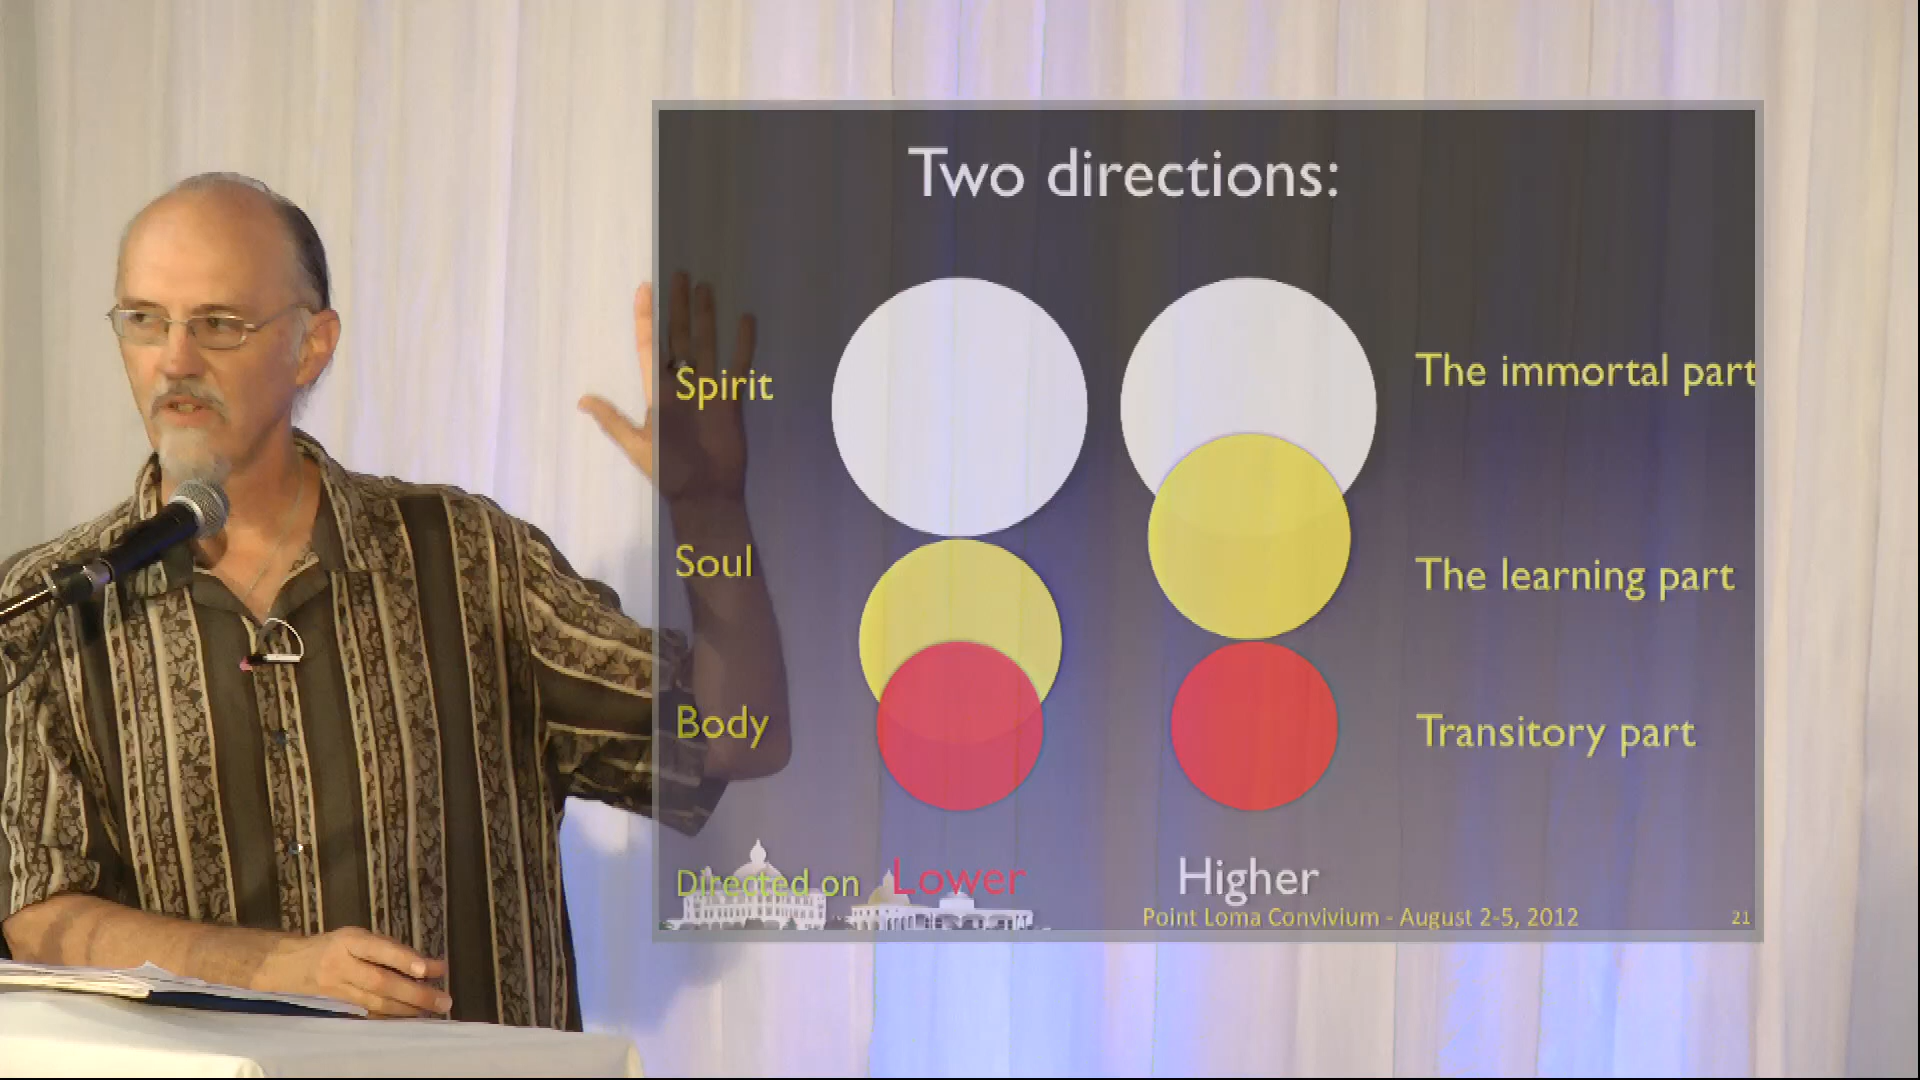 Two directions:
Spirit
The immortal part
Soul
The learning part
Body
Transitory part
Directed on Lower Higher
Point Loma Convivium - August 2-5, 2012 21